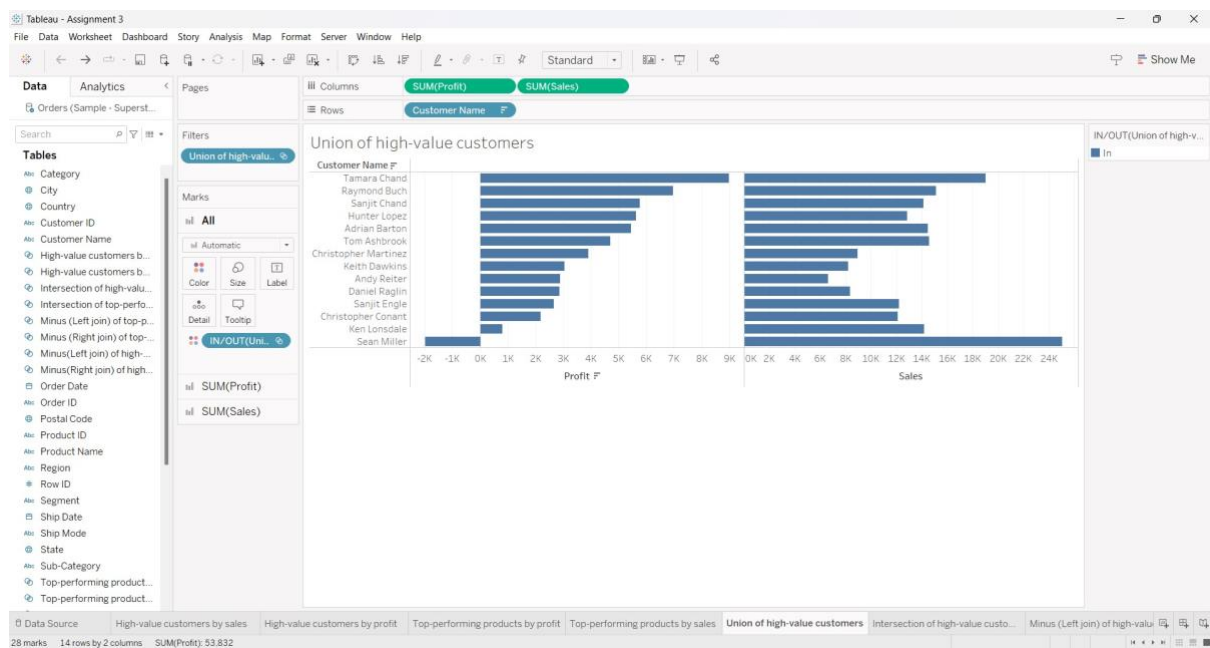 Tableau - Assignment 3
File Data Worksheet Dashboard Story Analysis Map Format Server Window Help
Standard
Show Me
Data Analytics
Orders (Sample - Superst...
Search
Tables
Abc Category
City
Country
Abc Customer ID
Abc Customer Name
High-value customers b...
High-value customers b...
Intersection of high-valu...
Intersection of top-perfo...
Minus (Left join) of top-p...
Minus (Right join) of top-...
Minus(Left join) of high-...
Minus(Right join) of high...
Order Date
Abc Order ID
Postal Code
Abc Product ID
Abc Product Name
Abc Region
Row ID
Abc Segment
Ship Date
Abc Ship Mode
State
Abc Sub-Category
Top-performing product...
Top-performing product...
Pages
Filters
Union of high-valu..
Marks
All
Automatic
Color Size Label
Detail Tooltip
IN/OUT(Uni..
SUM(Profit)
SUM(Sales)
Columns SUM(Profit) SUM(Sales)
Rows Customer Name
Union of high-value customers
Customer Name
Tamara Chand
Raymond Buch
Sanjit Chand
Hunter Lopez
Adrian Barton
Tom Ashbrook
Christopher Martinez
Keith Dawkins
Andy Reiter
Daniel Raglin
Sanjit Engle
Christopher Conant
Ken Lonsdale
Sean Miller
-2K -1K 0K 1K 2K 3K 4K 5K 6K 7K 8K 9K 0K 2K 4K 6K 8K 10K 12K 14K 16K 18K 20K 22K 24K
Profit Sales
IN/OUT(Union of high-v...
In
Data Source High-value customers by sales High-value customers by profit Top-performing products by profit Top-performing products by sales Union of high-value customers Intersection of high-value custo... Minus (Left join) of high-valu
28 marks 14 rows by 2 columns SUM(Profit): 53,832